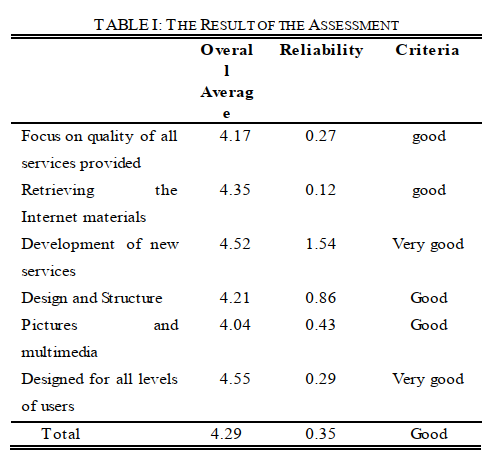 TABLE I: THE RESULT OF THE ASSESSMENT
Overal Reliability Criteria
l
Averag
e
Focus on quality of all 4.17 0.27 good
services provided
Retrieving the 4.35 0.12 good
Internet materials
Development of new 4.52 1.54 Very good
services
Design and Structure 4.21 0.86 Good
Pictures and 4.04 0.43 Good
multimedia
Designed for all levels 4.55 0.29 Very good
of users
Total 4.29 0.35 Good